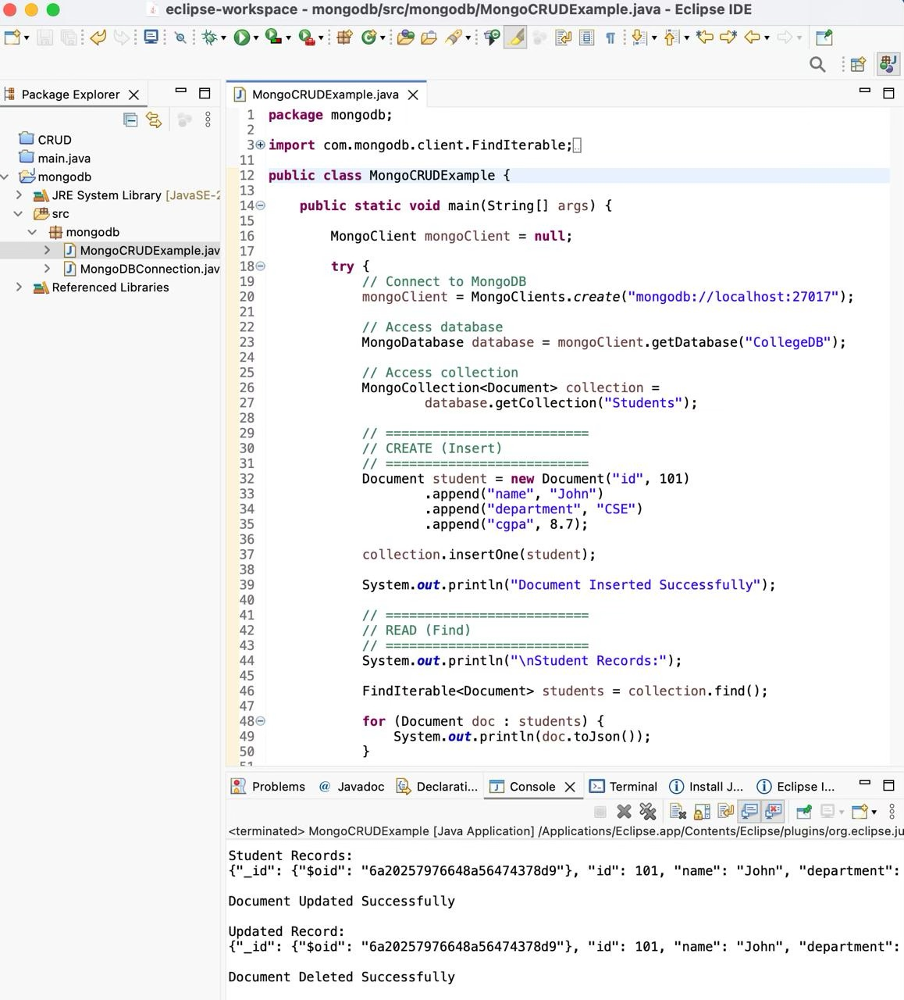 eclipse-workspace - mongodb/src/mongodb/MongoCRUDExample.java - Eclipse IDE
Package Explorer
CRUD
main.java
mongodb
JRE System Library [JavaSE-2
src
mongodb
MongoCRUDExample.jav
MongoDBConnection.jav
Referenced Libraries
MongoCRUDExample.java
1 package mongodb;
2
3 import com.mongodb.client.FindIterable;
11
12 public class MongoCRUDExample {
13
14     public static void main(String[] args) {
15
16         MongoClient mongoClient = null;
17
18         try {
19             // Connect to MongoDB
20             mongoClient = MongoClients.create("mongodb://localhost:27017");
21
22             // Access database
23             MongoDatabase database = mongoClient.getDatabase("CollegeDB");
24
25             // Access collection
26             MongoCollection<Document> collection =
27                     database.getCollection("Students");
28
29             // ==========================
30             // CREATE (Insert)
31             // ==========================
32             Document student = new Document("id", 101)
33                     .append("name", "John")
34                     .append("department", "CSE")
35                     .append("cgpa", 8.7);
36
37             collection.insertOne(student);
38
39             System.out.println("Document Inserted Successfully");
40
41             // ==========================
42             // READ (Find)
43             // ==========================
44             System.out.println("\nStudent Records:");
45
46             FindIterable<Document> students = collection.find();
47
48             for (Document doc : students) {
49                 System.out.println(doc.toJson());
50             }
51
Problems @ Javadoc Declarati... Console Terminal Install J... Eclipse I...
<terminated> MongoCRUDExample [Java Application] /Applications/Eclipse.app/Contents/Eclipse/plugins/org.eclipse.ju
Student Records:
{"_id": {"$oid": "6a20257976648a56474378d9"}, "id": 101, "name": "John", "department":
Document Updated Successfully
Updated Record:
{"_id": {"$oid": "6a20257976648a56474378d9"}, "id": 101, "name": "John", "department":
Document Deleted Successfully